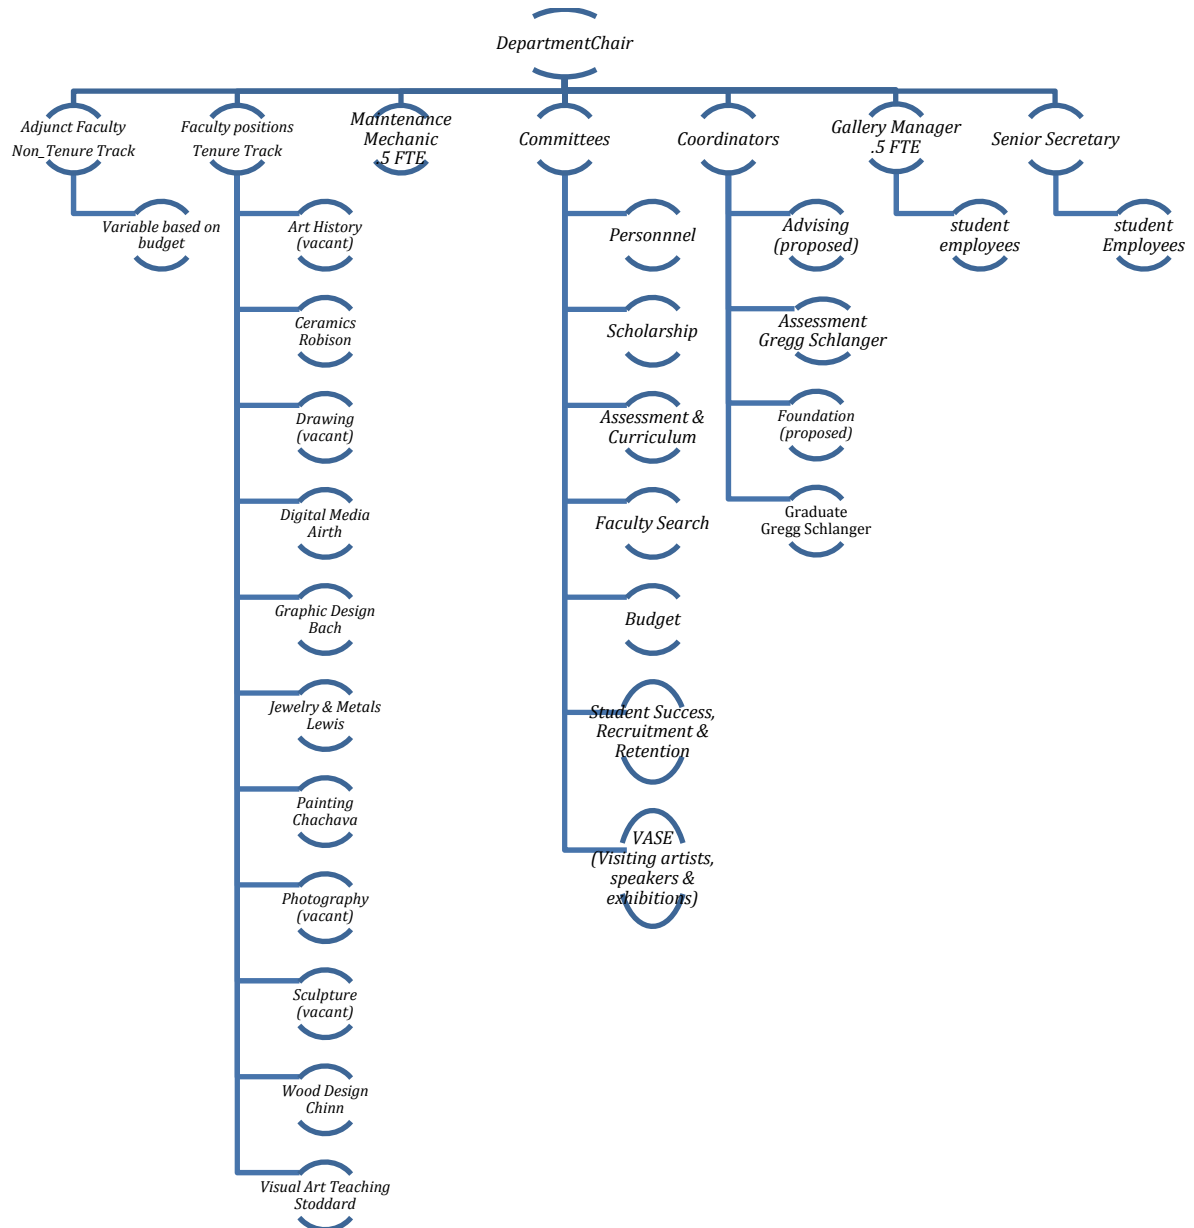 DepartmentChair
Adjunct Faculty
Non_Tenure Track
Faculty positions
Tenure Track
Maintenance
Mechanic
.5 FTE
Committees
Coordinators
Gallery Manager
.5 FTE
Senior Secretary
Variable based on
budget
Art History
(vacant)
Ceramics
Robison
Drawing
(vacant)
Digital Media
Airth
Graphic Design
Bach
Jewelry & Metals
Lewis
Painting
Chachava
Photography
(vacant)
Sculpture
(vacant)
Wood Design
Chinn
Visual Art Teaching
Stoddard
Personnnel
Scholarship
Assessment &
Curriculum
Faculty Search
Budget
Student Success,
Recruitment &
Retention
VASE
(Visiting artists,
speakers &
exhibitions)
Advising
(proposed)
Assessment
Gregg Schlanger
Foundation
(proposed)
Graduate
Gregg Schlanger
student
employees
student
Employees